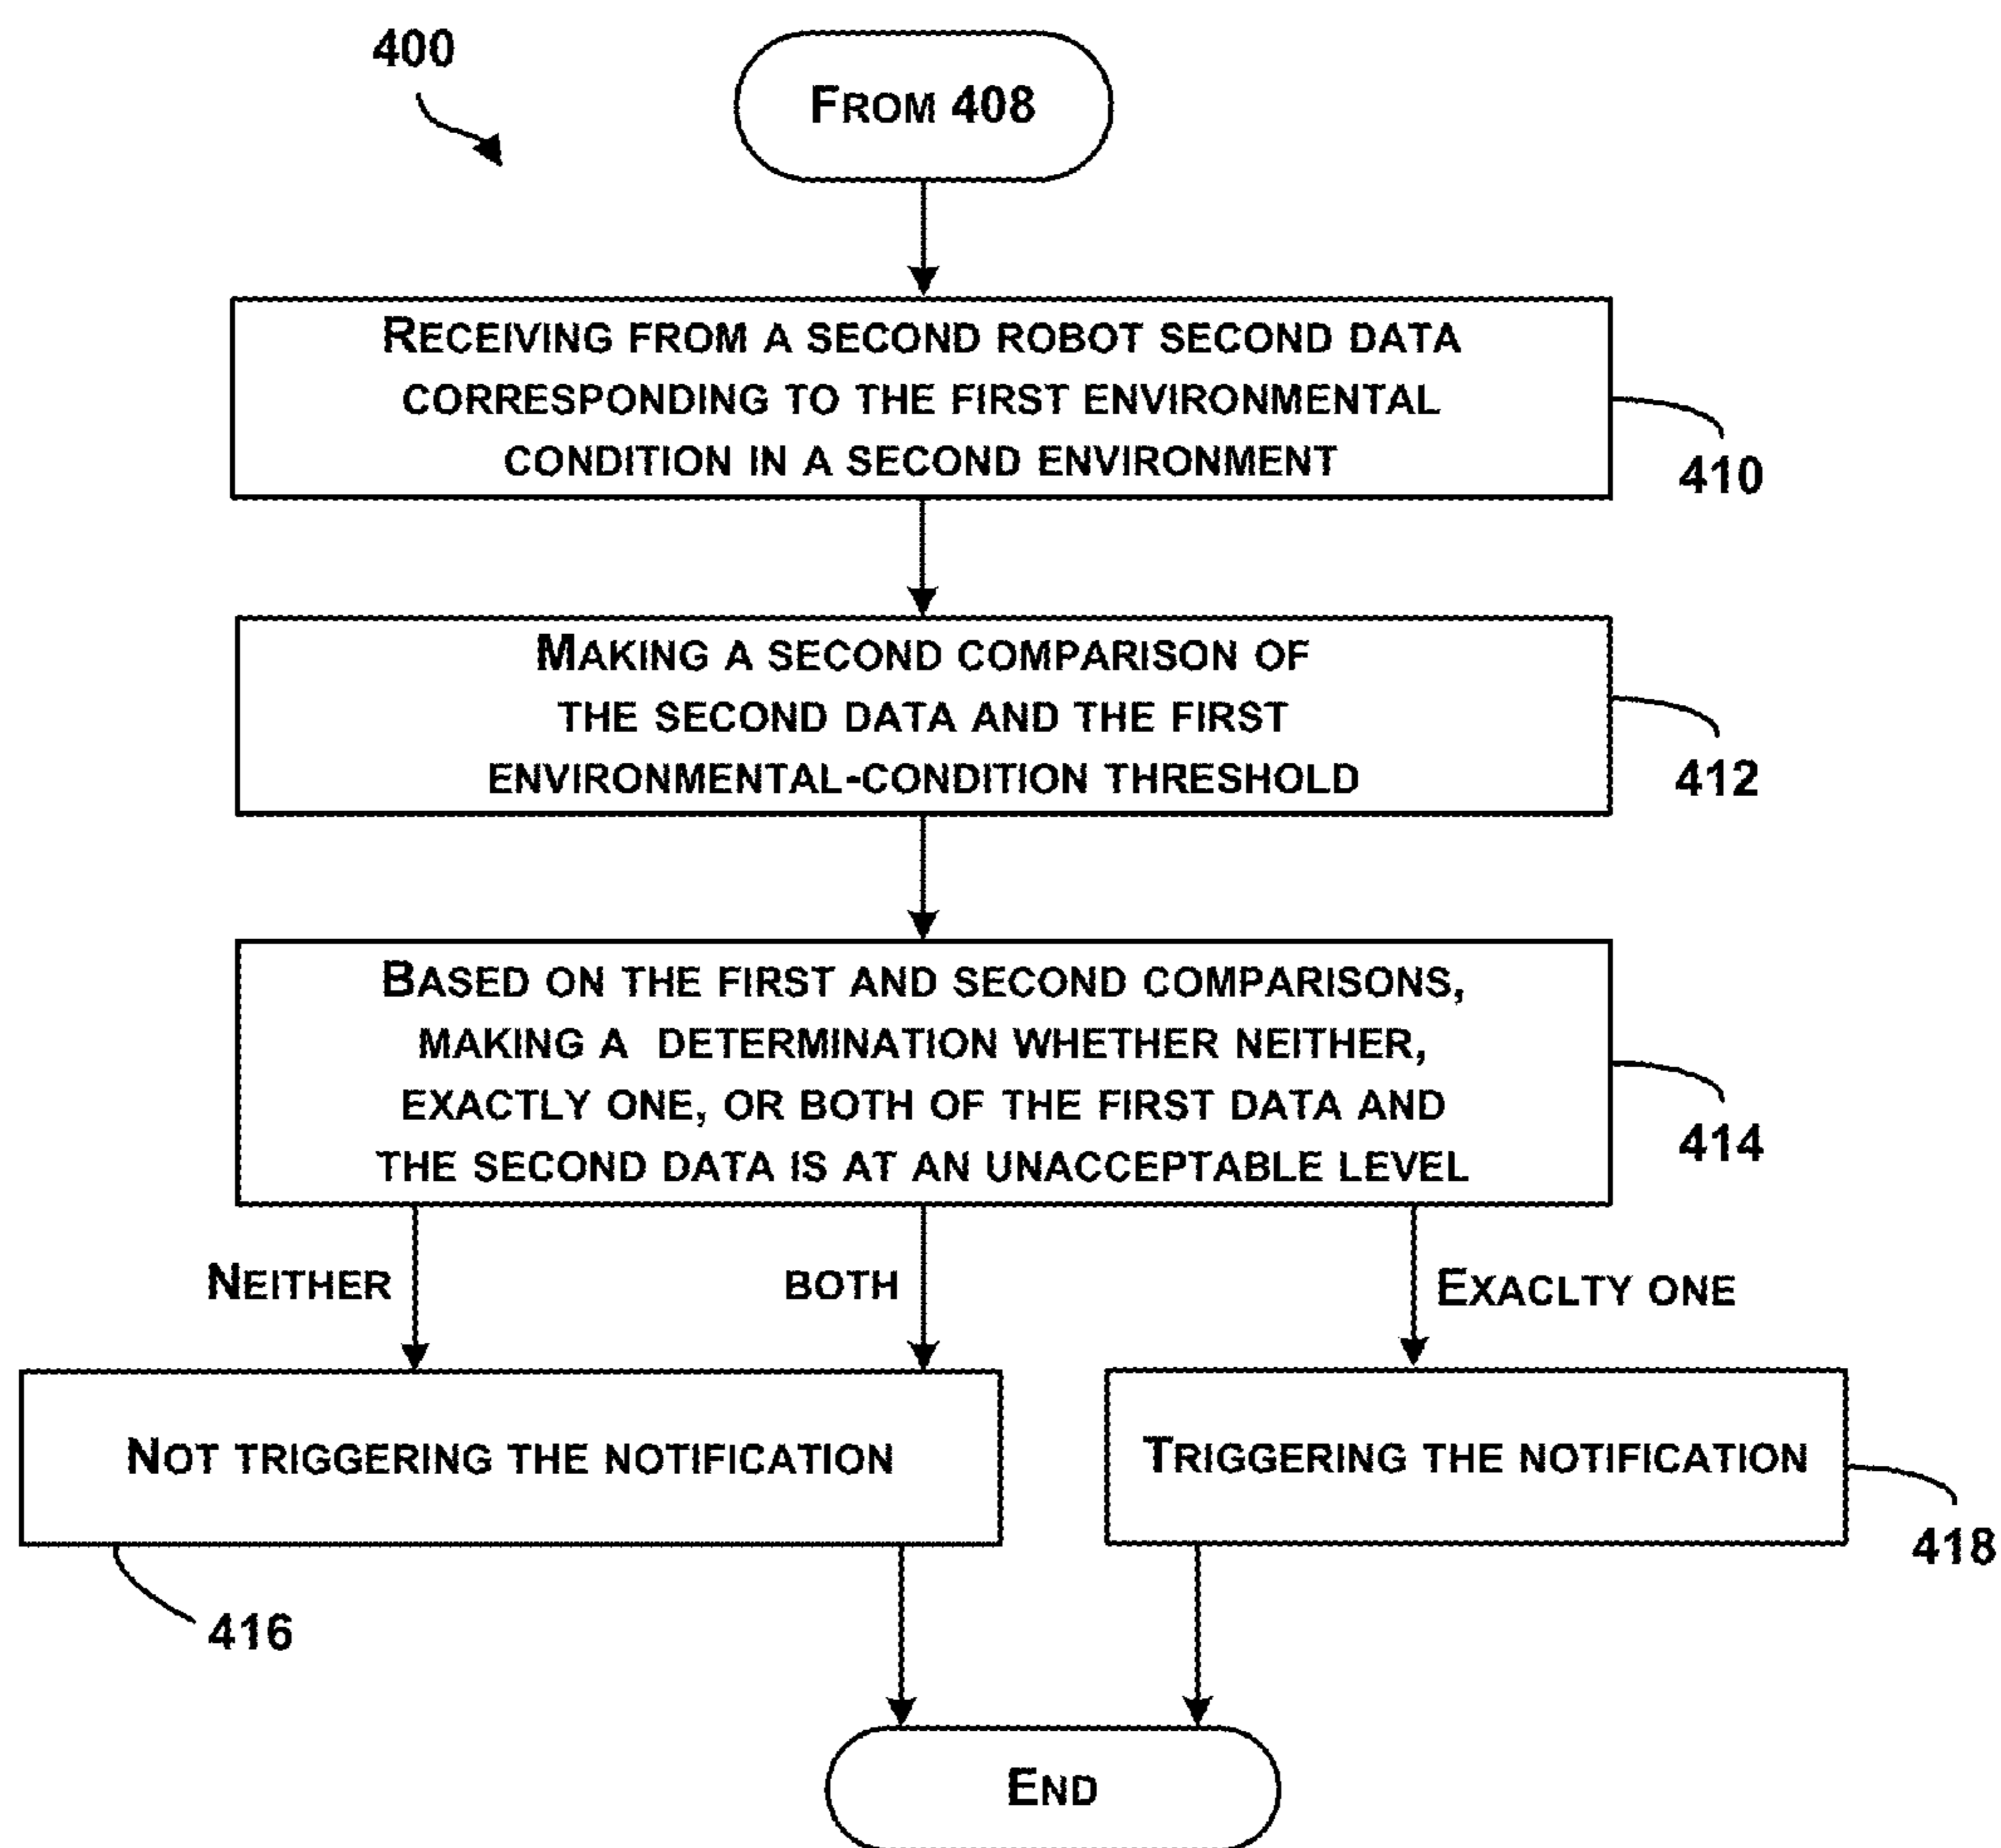 400
FROM 408
RECEIVING FROM A SECOND ROBOT SECOND DATA
CORRESPONDING TO THE FIRST ENVIRONMENTAL
CONDITION IN A SECOND ENVIRONMENT
410
MAKING A SECOND COMPARISON OF
THE SECOND DATA AND THE FIRST
ENVIRONMENTAL-CONDITION THRESHOLD
412
BASED ON THE FIRST AND SECOND COMPARISONS,
MAKING A DETERMINATION WHETHER NEITHER,
EXACTLY ONE, OR BOTH OF THE FIRST DATA AND
THE SECOND DATA IS AT AN UNACCEPTABLE LEVEL
414
NEITHER
BOTH
EXACLTY ONE
NOT TRIGGERING THE NOTIFICATION
TRIGGERING THE NOTIFICATION
416
418
END